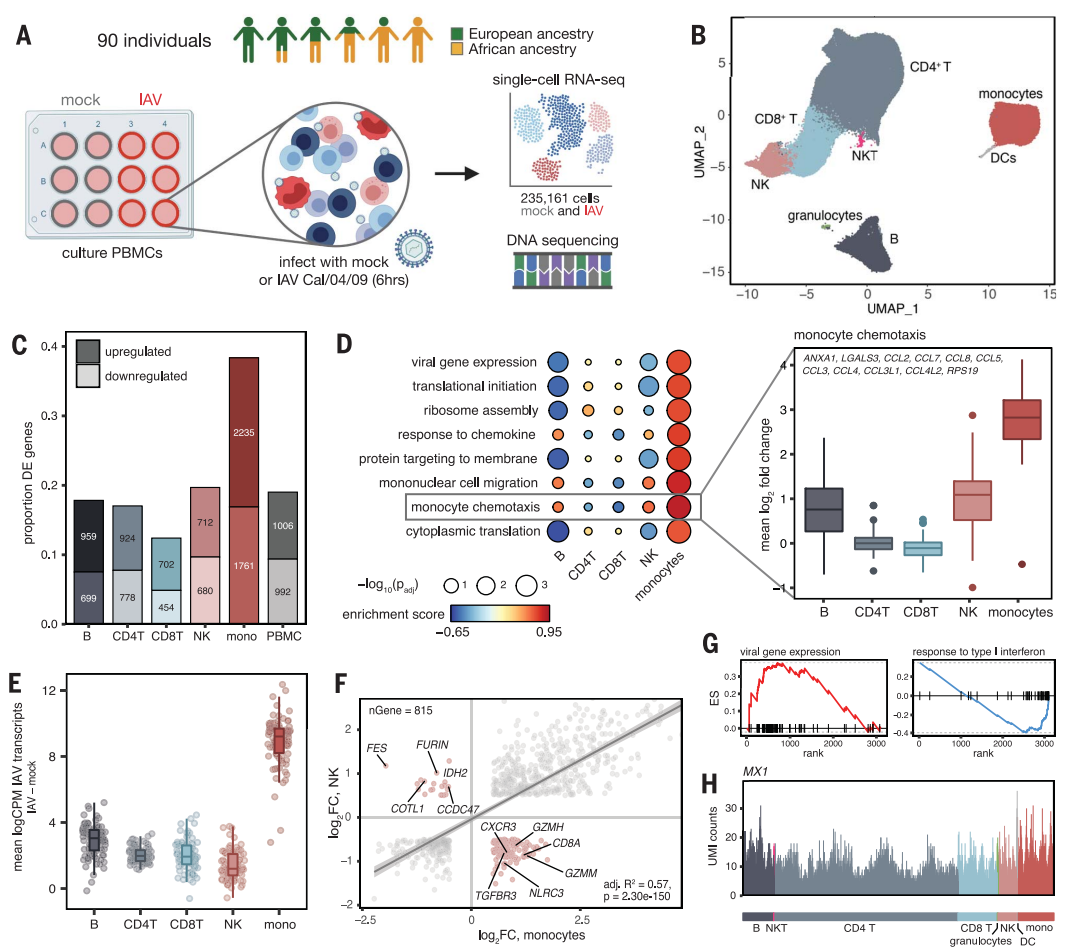 A
90 individuals
European ancestry
African ancestry
mock IAV
1 2 3 4
A
B
C
culture PBMCs
infect with mock
or IAV Cal/04/09 (6hrs)
single-cell RNA-seq
235,161 cells
mock and IAV
DNA sequencing
B
UMAP_2
5
0
−5
−10
−15
−10 −5 0 5 10 15
UMAP_1
CD4+ T
CD8+ T
NKT
NK
monocytes
DCs
granulocytes
B
C
proportion DE genes
0.4
0.3
0.2
0.1
0.0
upregulated
downregulated
959
699
924
778
702
454
712
680
2235
1761
1006
992
B CD4T CD8T NK mono PBMC
D
viral gene expression
translational initiation
ribosome assembly
response to chemokine
protein targeting to membrane
mononuclear cell migration
monocyte chemotaxis
cytoplasmic translation
B CD4T CD8T NK monocytes
−log10(padj) 1 2 3
enrichment score
−0.65 0.95
monocyte chemotaxis
ANXA1, LGALS3, CCL2, CCL7, CCL8, CCL5,
CCL3, CCL4, CCL3L1, CCL4L2, RPS19
mean log2 fold change
4
3
2
1
0
−1
B CD4T CD8T NK monocytes
E
mean logCPM IAV transcripts
IAV − mock
12
8
4
0
B CD4T CD8T NK mono
F
nGene = 815
log2FC, NK
2
1
0
−1
−2
FES
FURIN
IDH2
COTL1
CCDC47
CXCR3
GZMH
CD8A
GZMM
NLRC3
TGFBR3
adj. R2 = 0.57,
p = 2.30e-150
−2.5 0 2.5
log2FC, monocytes
G
viral gene expression
ES
0.3
0.2
0.1
0.0
0 1000 3000
rank
response to type I interferon
0.2
0.0
−0.2
−0.4
0 1000 3000
rank
H
MX1
UMI counts
30
20
10
0
B NKT CD4 T CD8 T NK mono
granulocytes DC